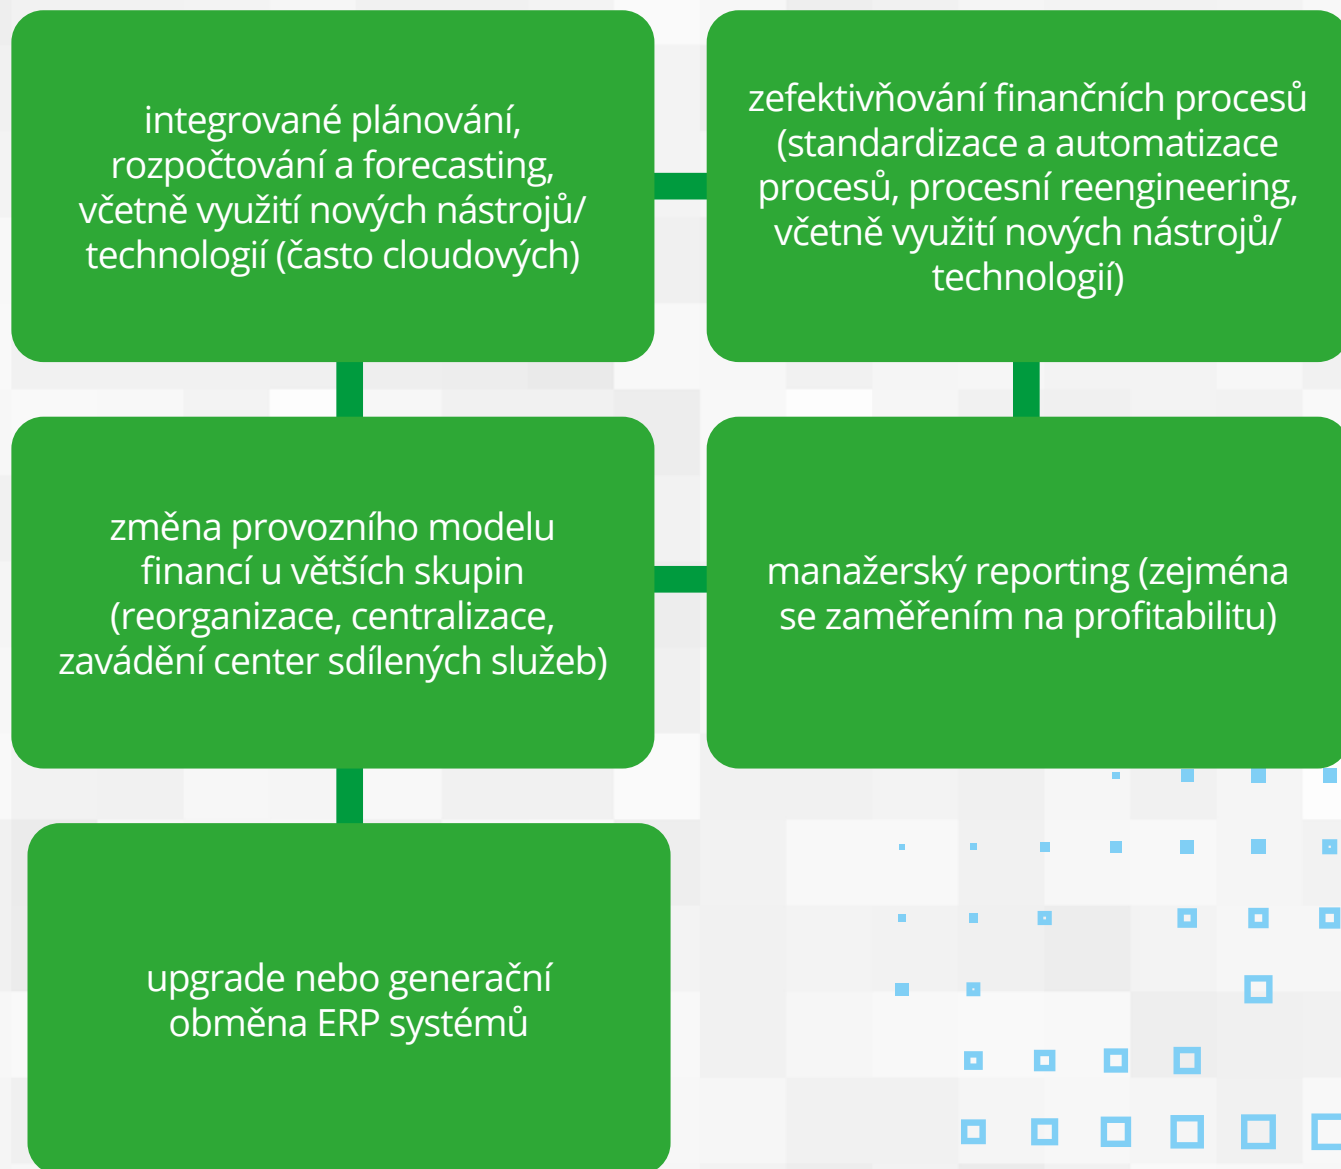 integrované plánování,
rozpočtování a forecasting,
včetně využití nových nástrojů/
technologií (často cloudových)
zefektivňování finančních procesů
(standardizace a automatizace
procesů, procesní reengineering,
včetně využití nových nástrojů/
technologií)
změna provozního modelu
financí u větších skupin
(reorganizace, centralizace,
zavádění center sdílených služeb)
manažerský reporting (zejména
se zaměřením na profitabilitu)
upgrade nebo generační
obměna ERP systémů